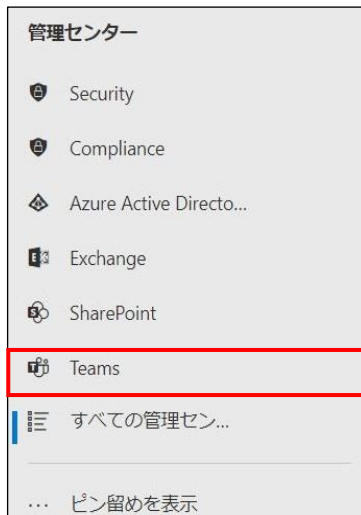 管理センター
Security
Compliance
Azure Active Directo...
Exchange
SharePoint
Teams
すべての管理セン...
... ピン留めを表示